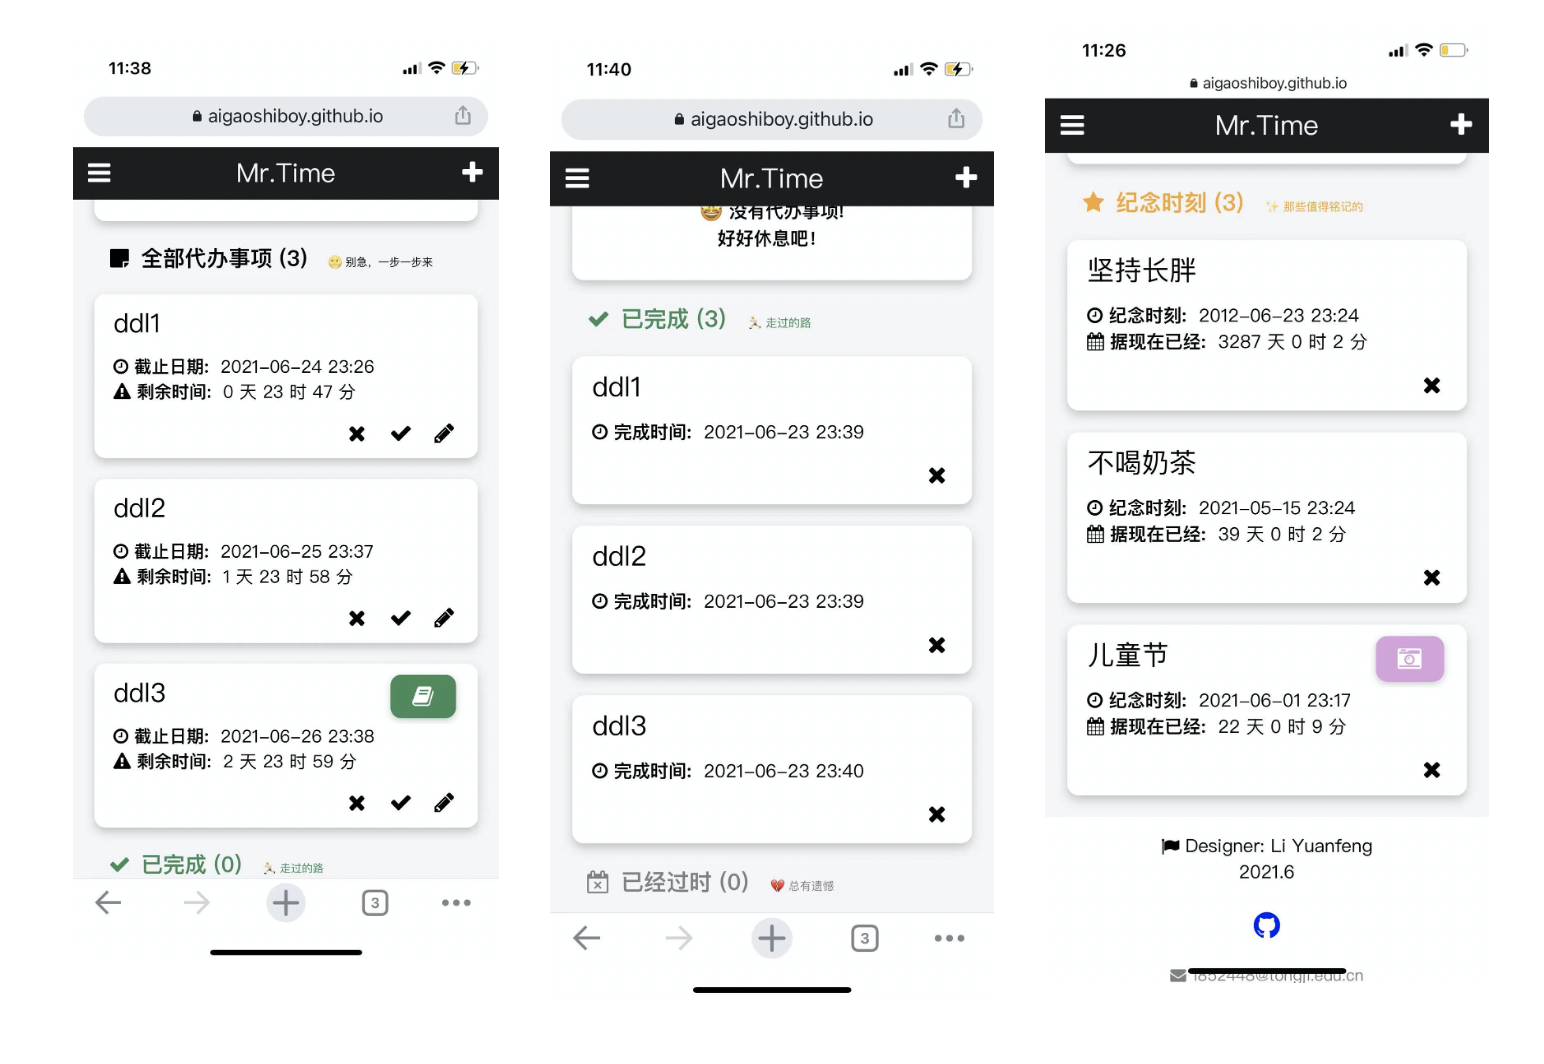 11:38
aigaoshiboy.github.io
Mr.Time
全部代办事项 (3) 别急，一步一步来
ddl1
截止日期: 2021-06-24 23:26
剩余时间: 0 天 23 时 47 分
ddl2
截止日期: 2021-06-25 23:37
剩余时间: 1 天 23 时 58 分
ddl3
截止日期: 2021-06-26 23:38
剩余时间: 2 天 23 时 59 分
已完成 (0) 走过的路
3
11:40
aigaoshiboy.github.io
Mr.Time
没有代办事项!
好好休息吧!
已完成 (3) 走过的路
ddl1
完成时间: 2021-06-23 23:39
ddl2
完成时间: 2021-06-23 23:39
ddl3
完成时间: 2021-06-23 23:40
已经过时 (0) 总有遗憾
3
11:26
aigaoshiboy.github.io
Mr.Time
纪念时刻 (3) 那些值得铭记的
坚持长胖
纪念时刻: 2012-06-23 23:24
据现在已经: 3287 天 0 时 2 分
不喝奶茶
纪念时刻: 2021-05-15 23:24
据现在已经: 39 天 0 时 2 分
儿童节
纪念时刻: 2021-06-01 23:17
据现在已经: 22 天 0 时 9 分
Designer: Li Yuanfeng
2021.6
1852448@tongji.edu.cn